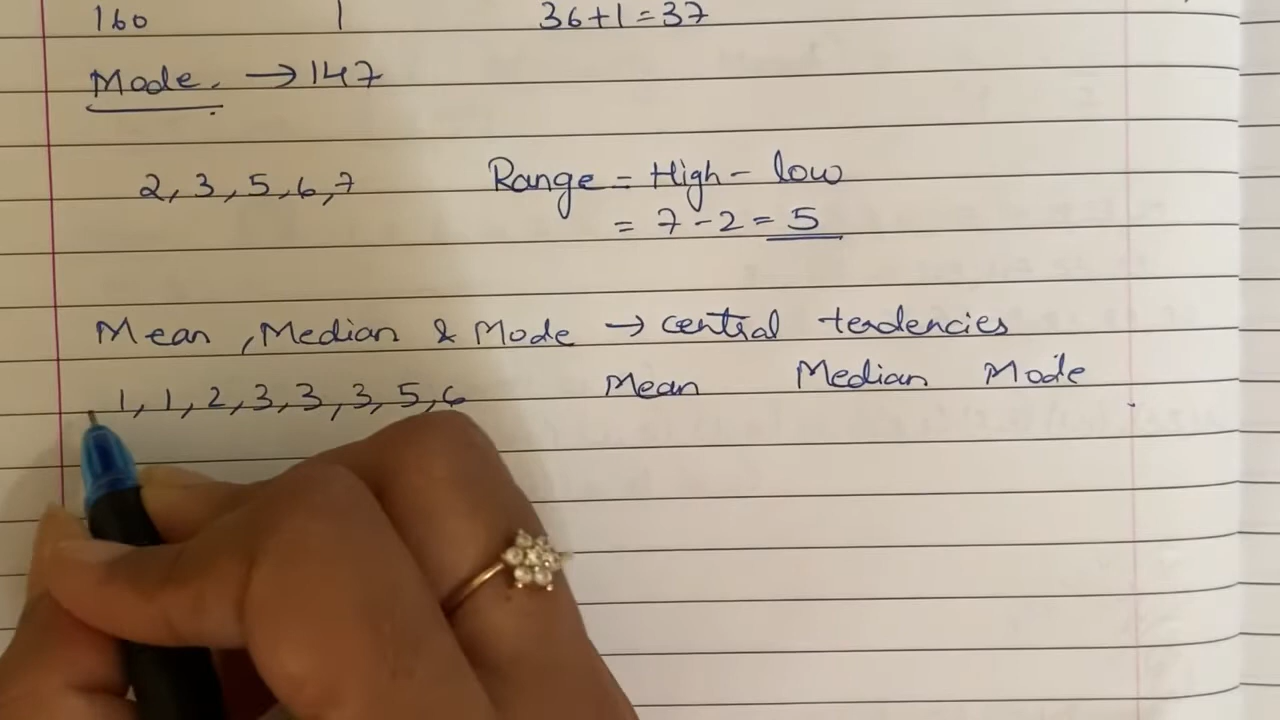 160 1 36+1=37
Mode. → 147
2, 3, 5, 6, 7 Range = High - low
= 7 - 2 = 5
Mean, Median & Mode → central tendencies
1, 1, 2, 3, 3, 3, 5, 6 Mean Median Mode